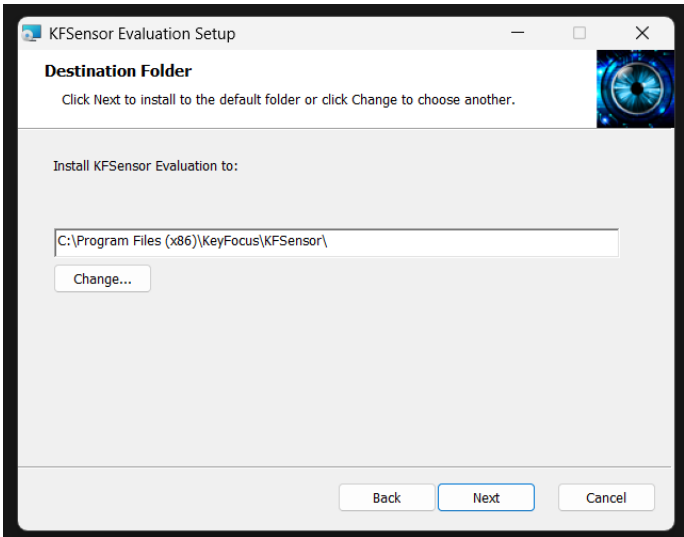 KFSensor Evaluation Setup
Destination Folder
Click Next to install to the default folder or click Change to choose another.
Install KFSensor Evaluation to:
C:\Program Files (x86)\KeyFocus\KFSensor\
Change...
Back Next Cancel